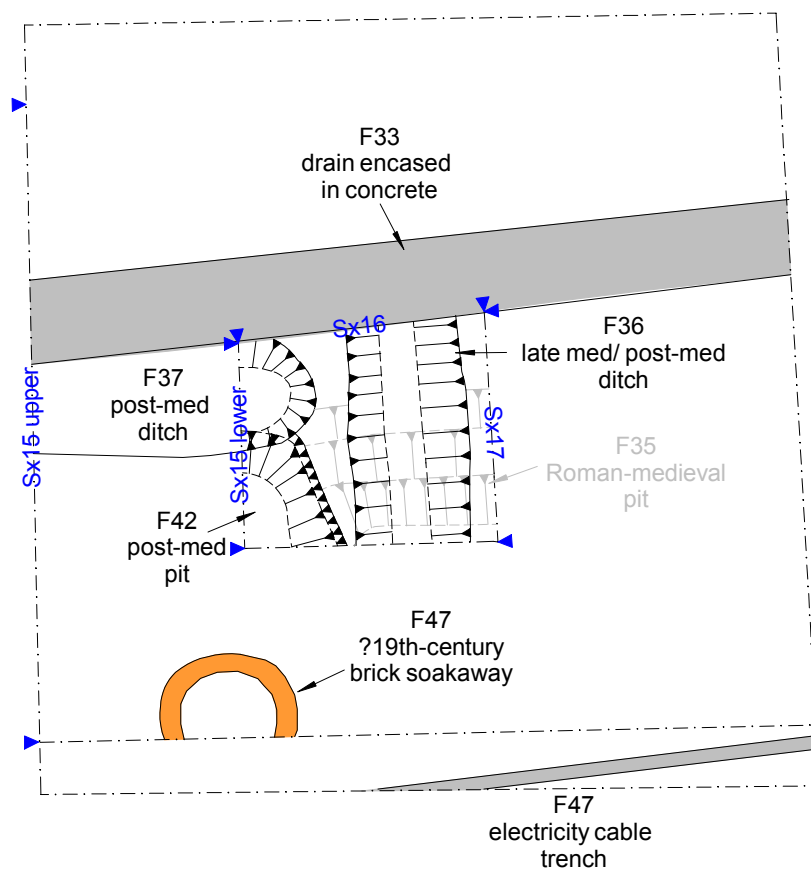 F33
drain encased
in concrete
Sx16
F36
late med/ post-med
ditch
F37
post-med
ditch
Sx15 upper
Sx15 lower
Sx17
F35
Roman-medieval
pit
F42
post-med
pit
F47
?19th-century
brick soakaway
F47
electricity cable
trench